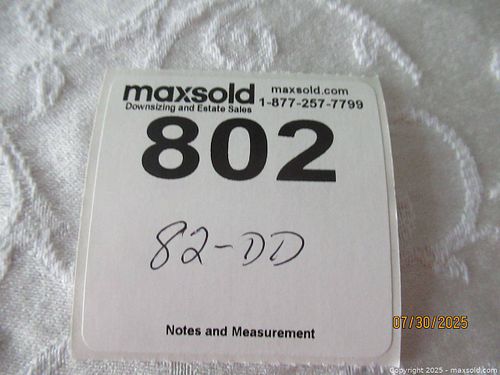 maxsold maxsold.com
Downsizing and Estate Sales 1-877-257-7799
802
82-DD
Notes and Measurement
07/30/2025
Copyright 2025 - maxsold.com